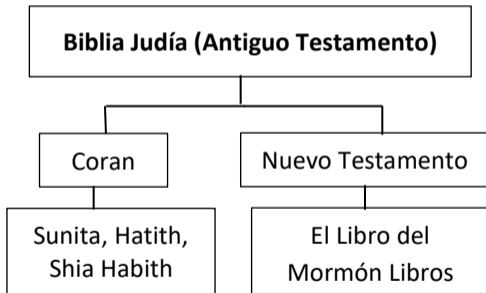 Biblia Judía (Antiguo Testamento)
Coran
Nuevo Testamento
Sunita, Hatith,
Shia Habith
El Libro del
Mormón Libros